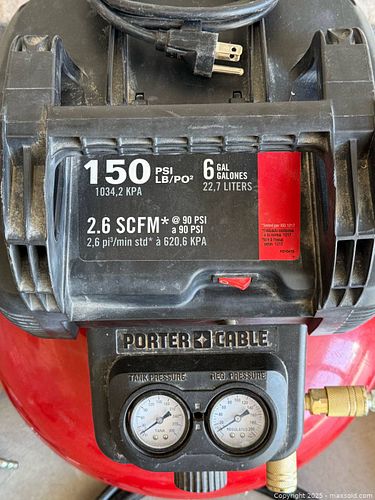 150 PSI
LB/PO²
1034,2 KPA
6 GAL
GALONES
22,7 LITERS
2.6 SCFM* @ 90 PSI
a 90 PSI
2,6 pi³/min std* à 620,6 KPA
PORTER CABLE
TANK PRESSURE
REG. PRESSURE
TANK
REGULATED
Copyright 2025 - maxsold.com